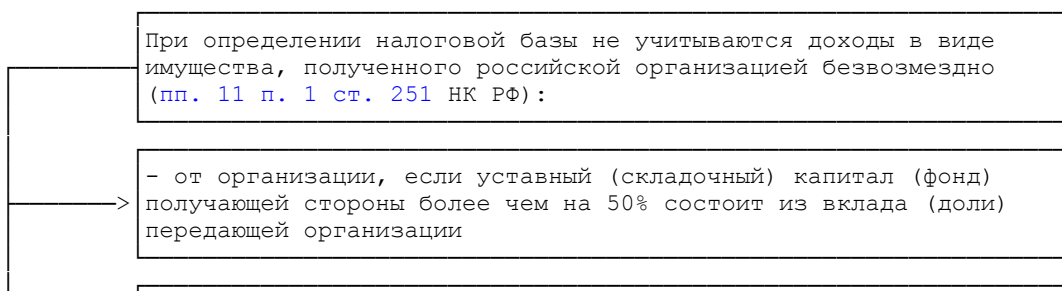 При определении налоговой базы не учитываются доходы в виде
имущества, полученного российской организацией безвозмездно
(пп. 11 п. 1 ст. 251 НК РФ):
- от организации, если уставный (складочный) капитал (фонд)
получающей стороны более чем на 50% состоит из вклада (доли)
передающей организации